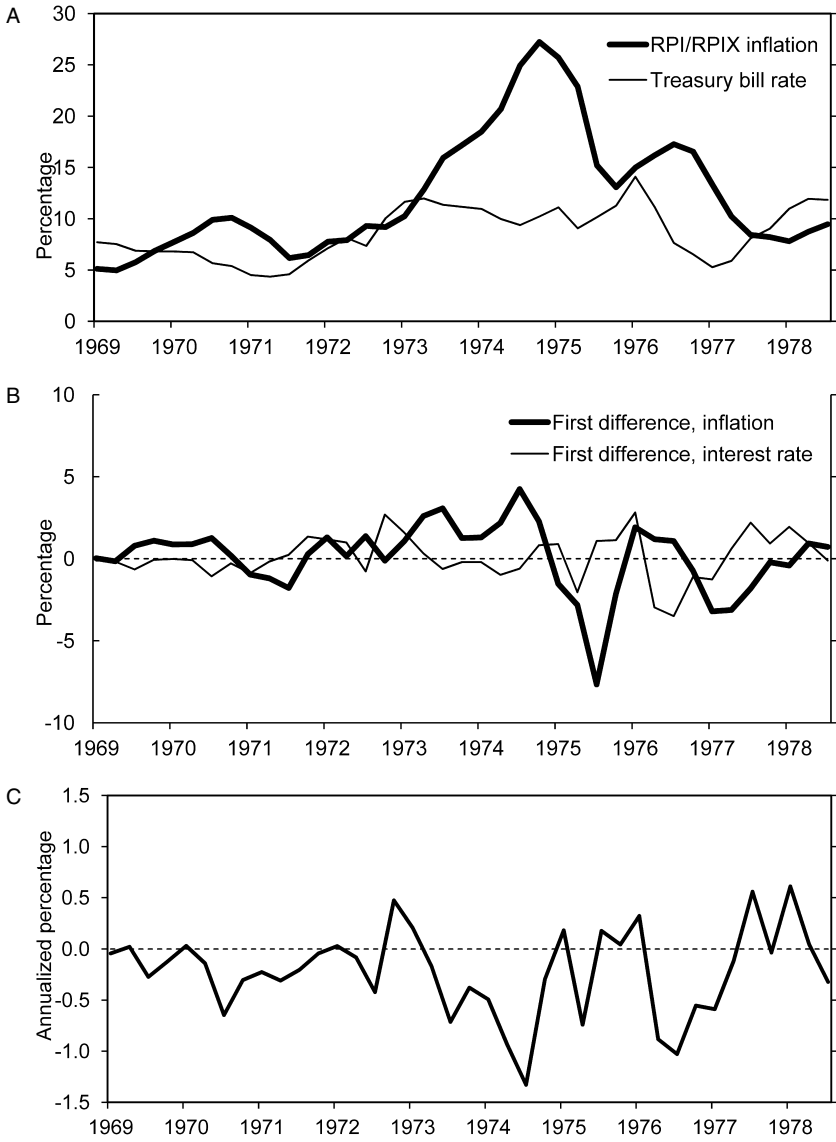 A
30
25
20
15
10
5
0
Percentage
RPI/RPIX inflation
Treasury bill rate
1969 1970 1971 1972 1973 1974 1975 1976 1977 1978
B
10
5
0
-5
-10
Percentage
First difference, inflation
First difference, interest rate
1969 1970 1971 1972 1973 1974 1975 1976 1977 1978
C
1.5
1.0
0.5
0.0
-0.5
-1.0
-1.5
Annualized percentage
1969 1970 1971 1972 1973 1974 1975 1976 1977 1978